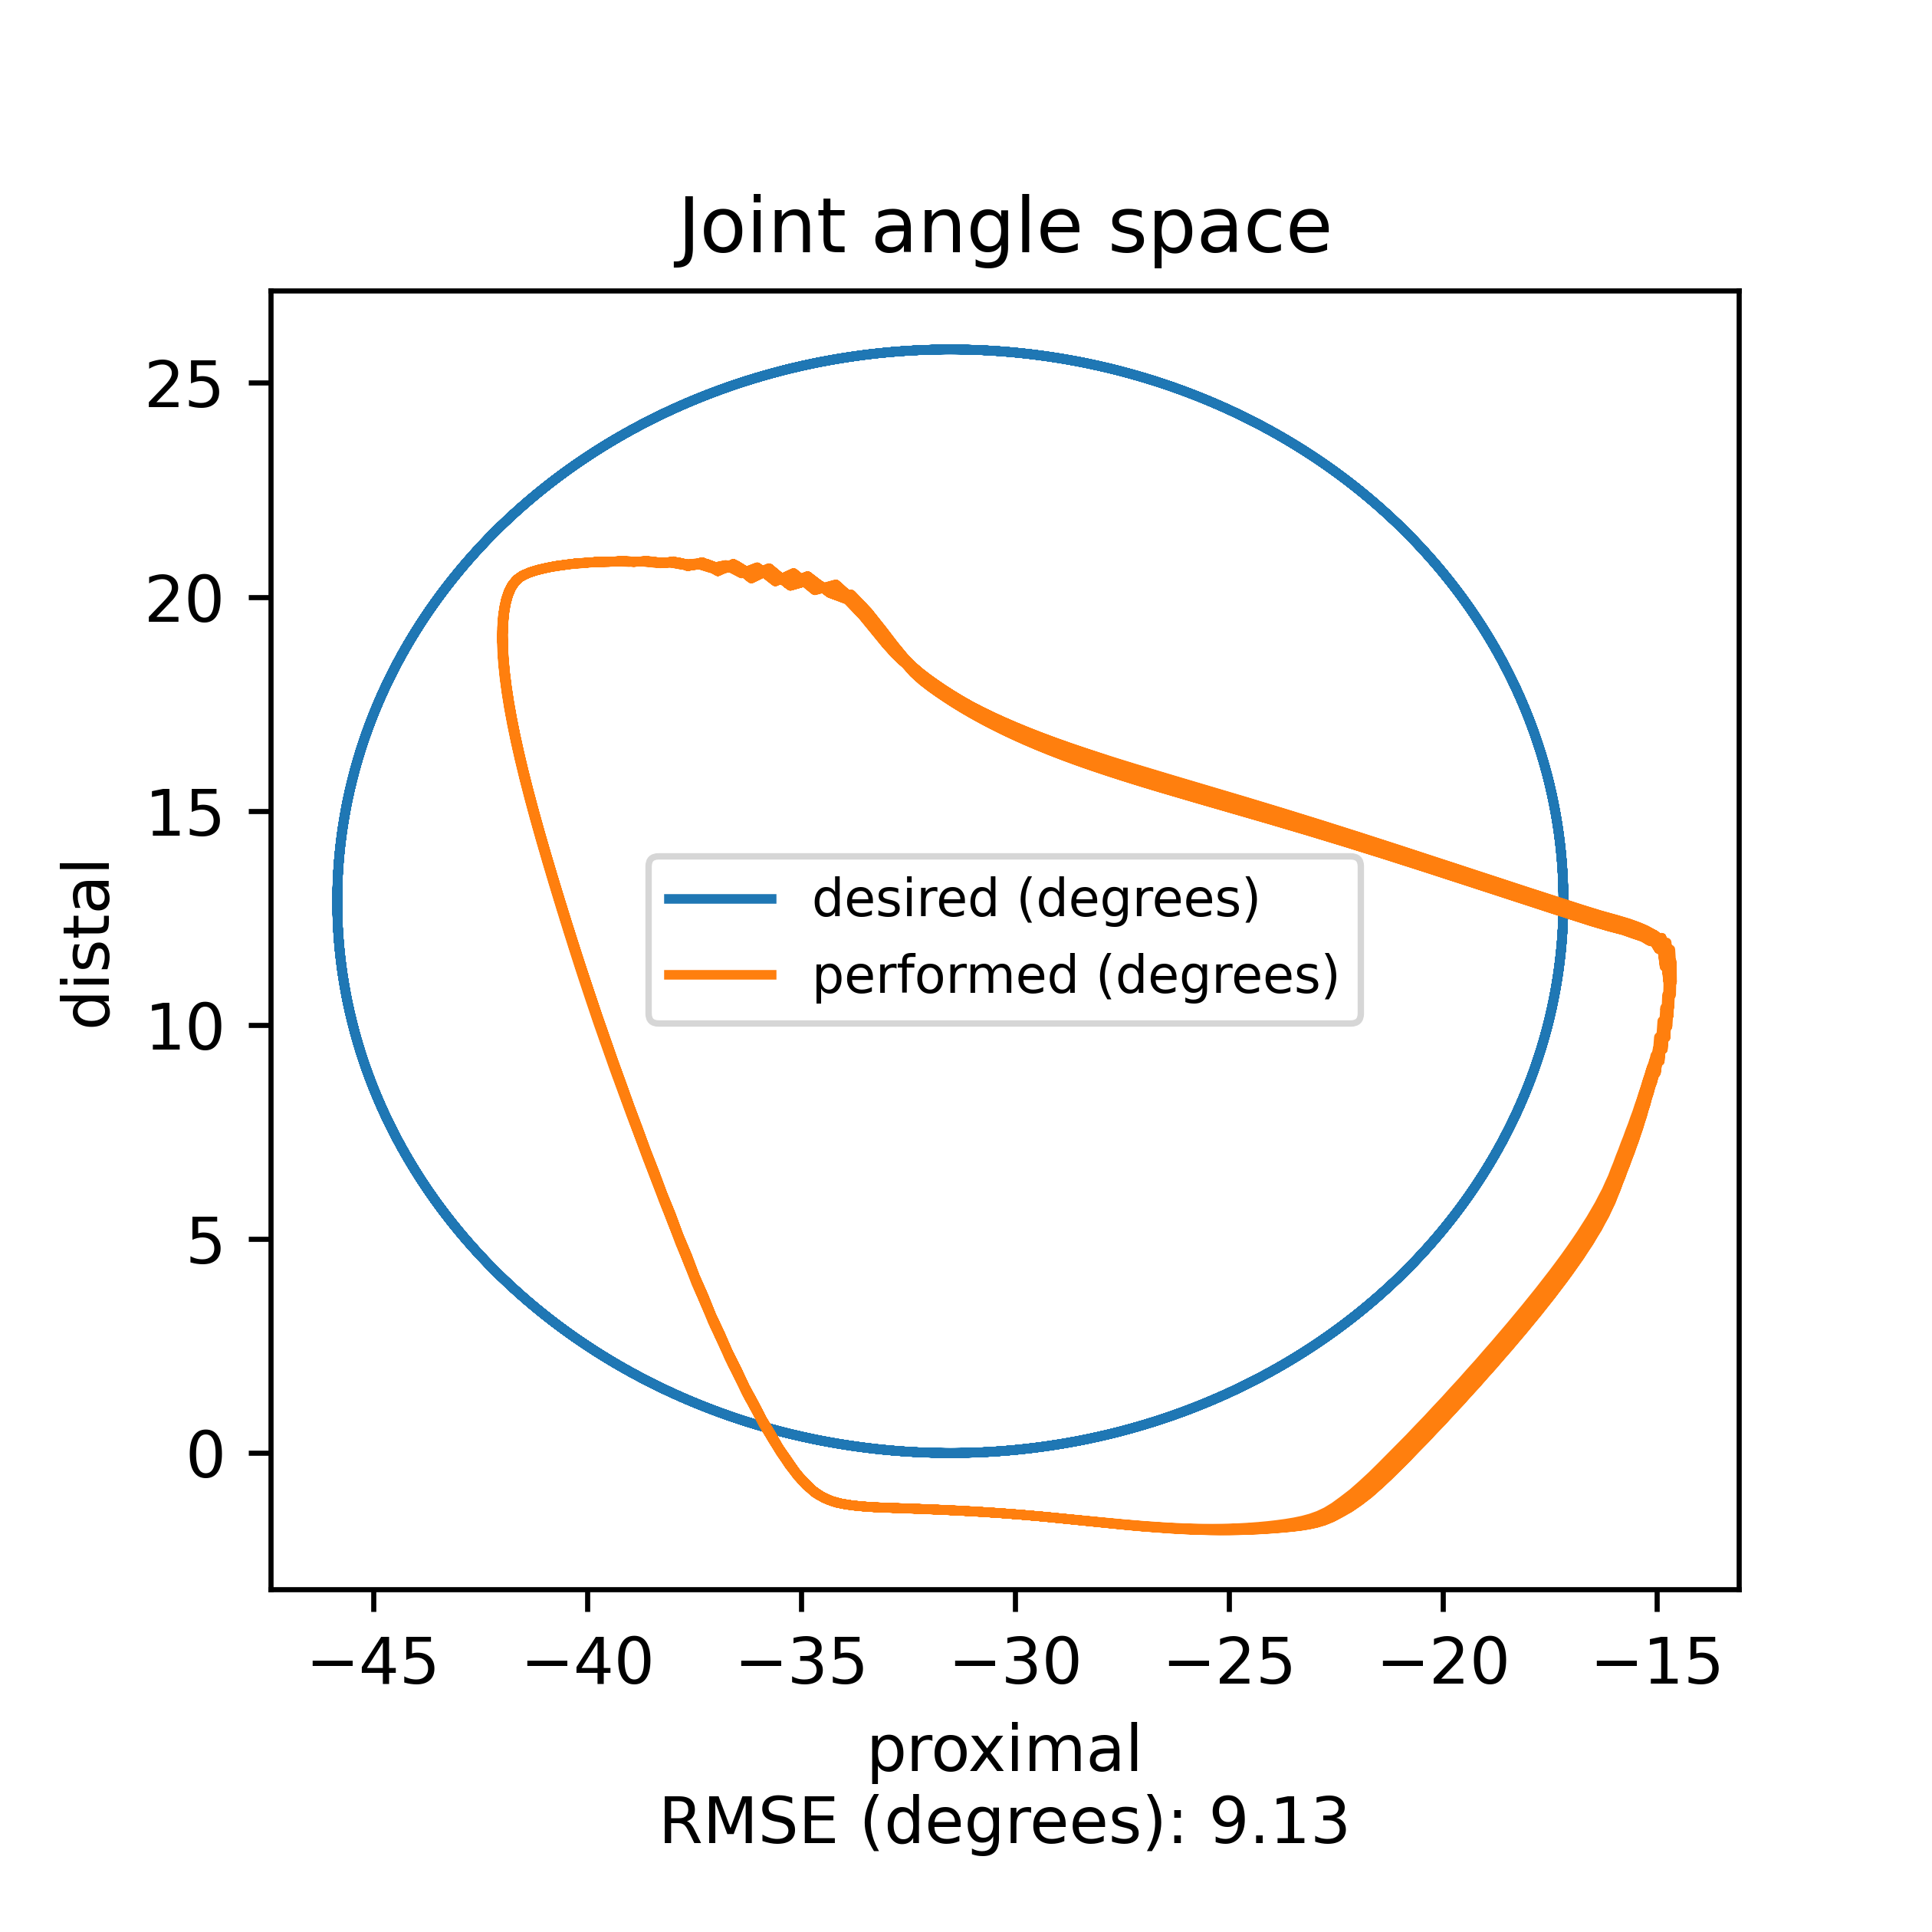 Joint angle space
25
20
15
10
5
0
distal
desired (degrees)
performed (degrees)
−45 −40 −35 −30 −25 −20 −15
proximal
RMSE (degrees): 9.13